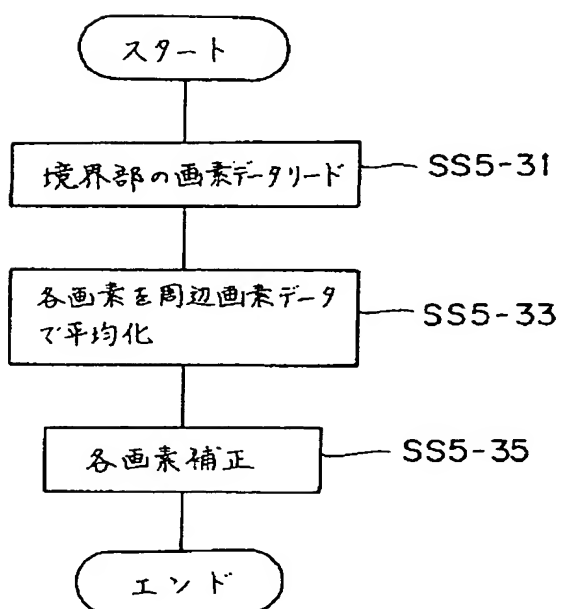 スタート
境界部の画素データリード
SS5-31
各画素を周辺画素データ
で平均化
SS5-33
各画素補正
SS5-35
エンド